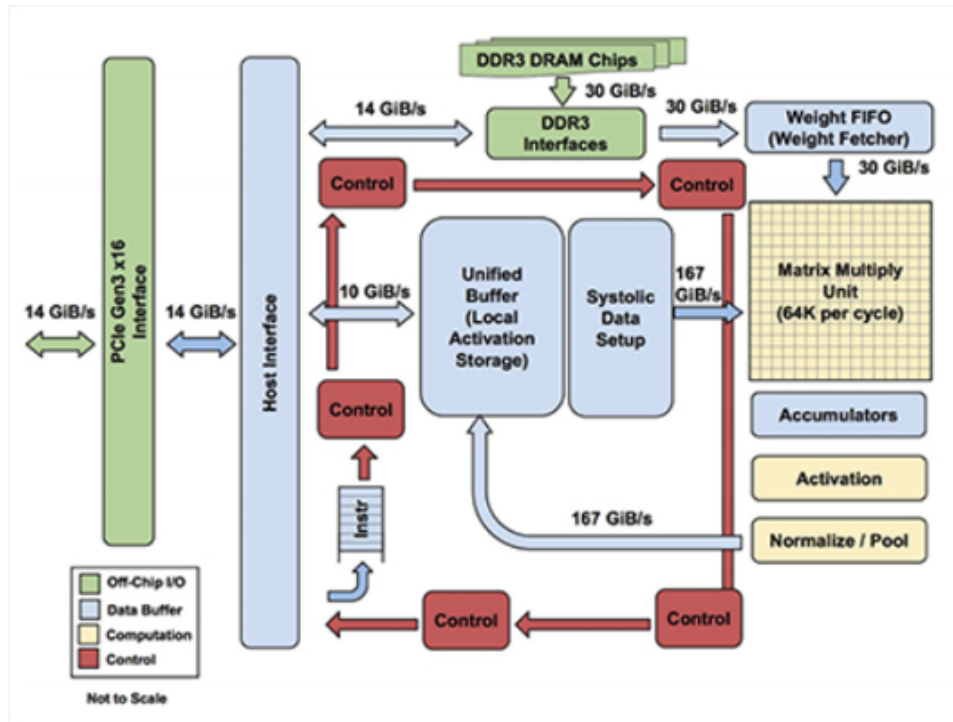 DDR3 DRAM Chips
30 GiB/s
14 GiB/s
DDR3
Interfaces
30 GiB/s
Weight FIFO
(Weight Fetcher)
30 GiB/s
Control
Control
PCIe Gen3 x16
Interface
Host Interface
14 GiB/s
14 GiB/s
10 GiB/s
Unified
Buffer
(Local
Activation
Storage)
Systolic
Data
Setup
167
GiB/s
Matrix Multiply
Unit
(64K per cycle)
Control
Accumulators
Activation
Instr
167 GiB/s
Normalize / Pool
Off-Chip I/O
Data Buffer
Computation
Control
Control
Control
Not to Scale